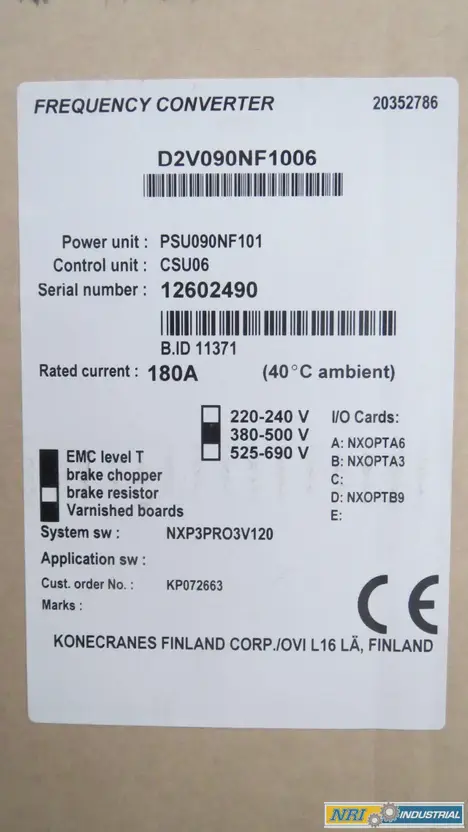 FREQUENCY CONVERTER 20352786
D2V090NF1006
Power unit : PSU090NF101
Control unit : CSU06
Serial number : 12602490
B.ID 11371
Rated current : 180A (40°C ambient)
220-240 V I/O Cards:
380-500 V A: NXOPTA6
525-690 V B: NXOPTA3
EMC level T C:
brake chopper D: NXOPTB9
brake resistor E:
Varnished boards
System sw : NXP3PRO3V120
Application sw :
Cust. order No. : KP072663
Marks :
CE
KONECRANES FINLAND CORP./OVI L16 LÄ, FINLAND
NRI INDUSTRIAL